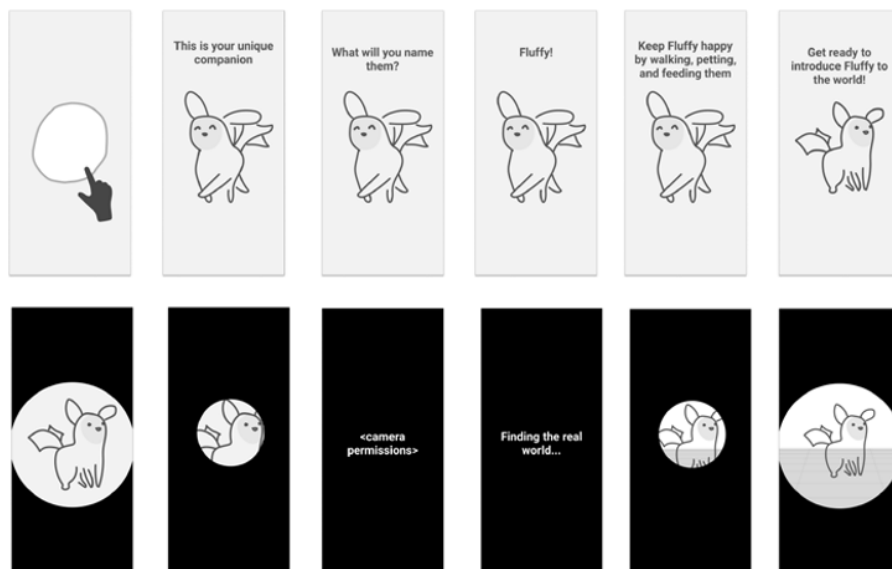 This is your unique
companion
What will you name
them?
Fluffy!
Keep Fluffy happy
by walking, petting,
and feeding them
Get ready to
introduce Fluffy to
the world!
<camera
permissions>
Finding the real
world...